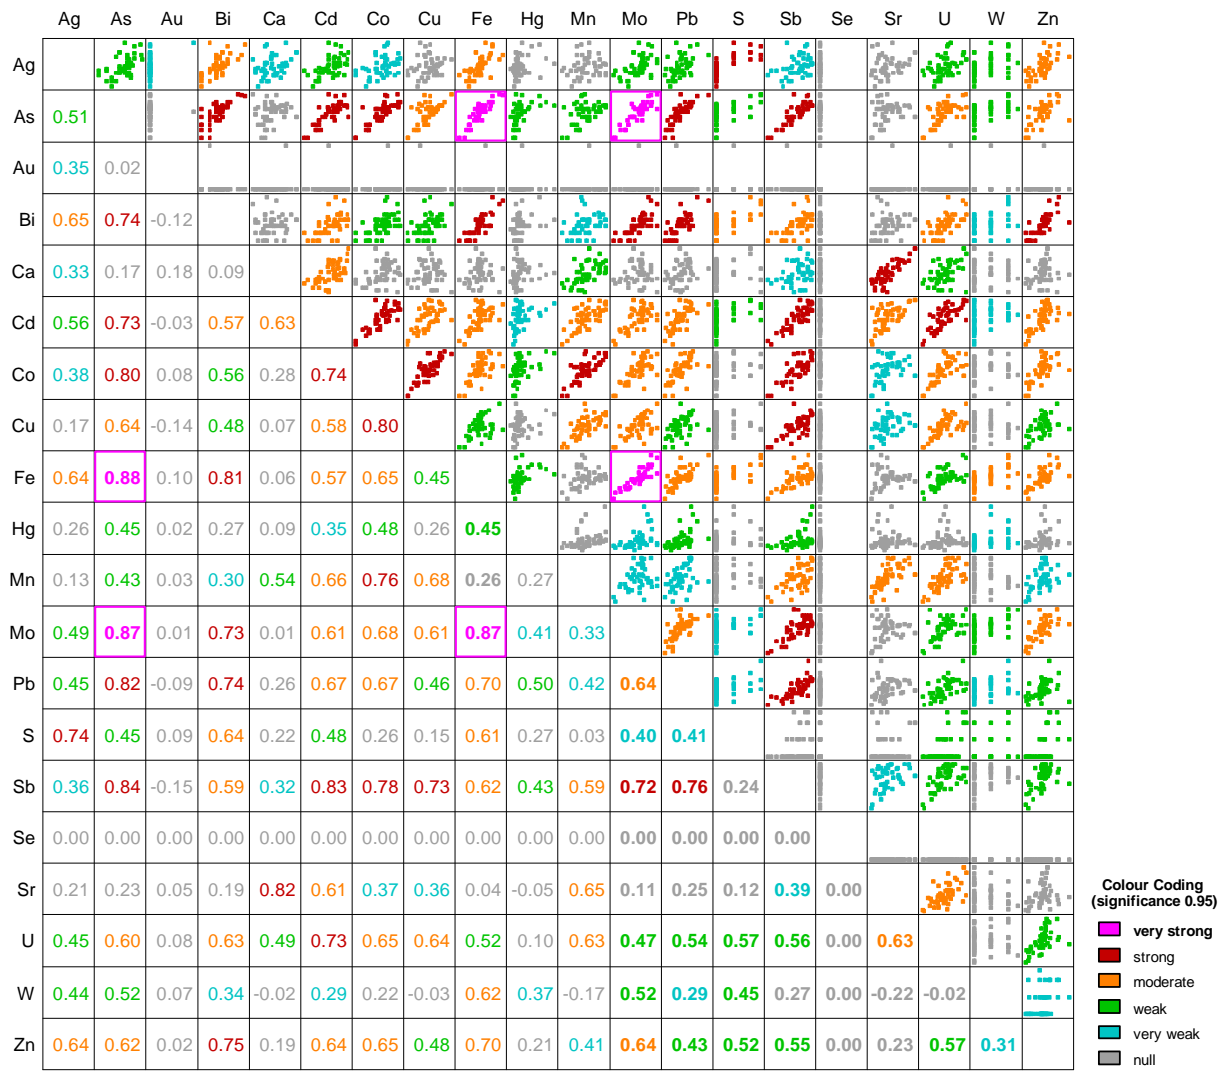 Ag As Au Bi Ca Cd Co Cu Fe Hg Mn Mo Pb S Sb Se Sr U W Zn
Ag
As 0.51
Au 0.35 0.02
Bi 0.65 0.74 -0.12
Ca 0.33 0.17 0.18 0.09
Cd 0.56 0.73 -0.03 0.57 0.63
Co 0.38 0.80 0.08 0.56 0.28 0.74
Cu 0.17 0.64 -0.14 0.48 0.07 0.58 0.80
Fe 0.64 0.88 0.10 0.81 0.06 0.57 0.65 0.45
Hg 0.26 0.45 0.02 0.27 0.09 0.35 0.48 0.26 0.45
Mn 0.13 0.43 0.03 0.30 0.54 0.66 0.76 0.68 0.26 0.27
Mo 0.49 0.87 0.01 0.73 0.01 0.61 0.68 0.61 0.87 0.41 0.33
Pb 0.45 0.82 -0.09 0.74 0.26 0.67 0.67 0.46 0.70 0.50 0.42 0.64
S 0.74 0.45 0.09 0.64 0.22 0.48 0.26 0.15 0.61 0.27 0.03 0.40 0.41
Sb 0.36 0.84 -0.15 0.59 0.32 0.83 0.78 0.73 0.62 0.43 0.59 0.72 0.76 0.24
Se 0.00 0.00 0.00 0.00 0.00 0.00 0.00 0.00 0.00 0.00 0.00 0.00 0.00 0.00 0.00
Sr 0.21 0.23 0.05 0.19 0.82 0.61 0.37 0.36 0.04 -0.05 0.65 0.11 0.25 0.12 0.39 0.00
U 0.45 0.60 0.08 0.63 0.49 0.73 0.65 0.64 0.52 0.10 0.63 0.47 0.54 0.57 0.56 0.00 0.63
W 0.44 0.52 0.07 0.34 -0.02 0.29 0.22 -0.03 0.62 0.37 -0.17 0.52 0.29 0.45 0.27 0.00 -0.22 -0.02
Zn 0.64 0.62 0.02 0.75 0.19 0.64 0.65 0.48 0.70 0.21 0.41 0.64 0.43 0.52 0.55 0.00 0.23 0.57 0.31
Colour Coding
(significance 0.95)
very strong
strong
moderate
weak
very weak
null